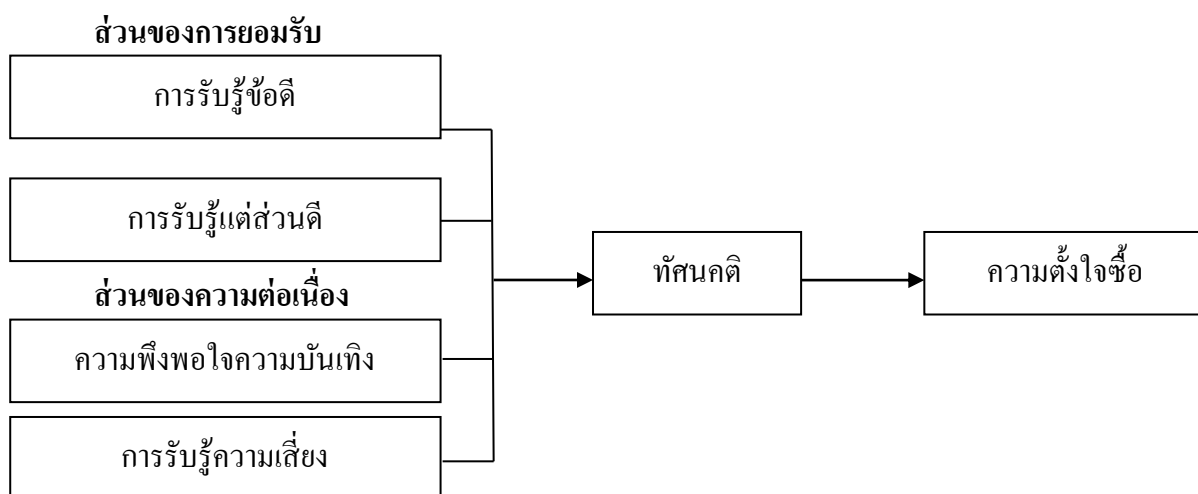 ส่วนของการยอมรับ
การรับรู้ข้อดี
การรับรู้แต่ส่วนดี
ส่วนของความต่อเนื่อง
ความพึงพอใจความบันเทิง
การรับรู้ความเสี่ยง
ทัศนคติ
ความตั้งใจซื้อ